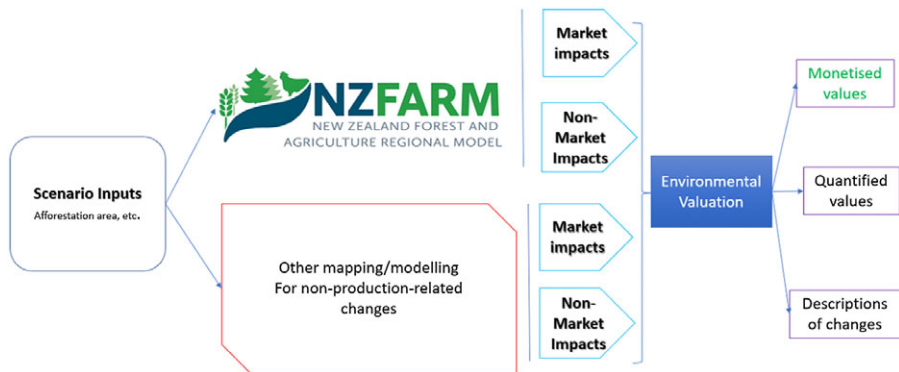 Scenario Inputs
Afforestation area, etc.
NZFARM
NEW ZEALAND FOREST AND
AGRICULTURE REGIONAL MODEL
Other mapping/modelling
For non-production-related
changes
Market
impacts
Non-
Market
Impacts
Market
impacts
Non-
Market
Impacts
Environmental
Valuation
Monetised
values
Quantified
values
Descriptions
of changes